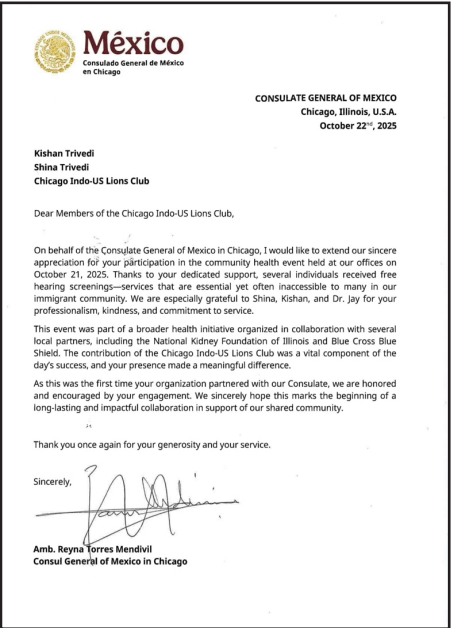 México
Consulado General de México
en Chicago
CONSULATE GENERAL OF MEXICO
Chicago, Illinois, U.S.A.
October 22nd, 2025
Kishan Trivedi
Shina Trivedi
Chicago Indo-US Lions Club
Dear Members of the Chicago Indo-US Lions Club,
On behalf of the Consulate General of Mexico in Chicago, I would like to extend our sincere
appreciation for your participation in the community health event held at our offices on
October 21, 2025. Thanks to your dedicated support, several individuals received free
hearing screenings—services that are essential yet often inaccessible to many in our
immigrant community. We are especially grateful to Shina, Kishan, and Dr. Jay for your
professionalism, kindness, and commitment to service.
This event was part of a broader health initiative organized in collaboration with several
local partners, including the National Kidney Foundation of Illinois and Blue Cross Blue
Shield. The contribution of the Chicago Indo-US Lions Club was a vital component of the
day's success, and your presence made a meaningful difference.
As this was the first time your organization partnered with our Consulate, we are honored
and encouraged by your engagement. We sincerely hope this marks the beginning of a
long-lasting and impactful collaboration in support of our shared community.
Thank you once again for your generosity and your service.
Sincerely,
Amb. Reyna Torres Mendivil
Consul General of Mexico in Chicago